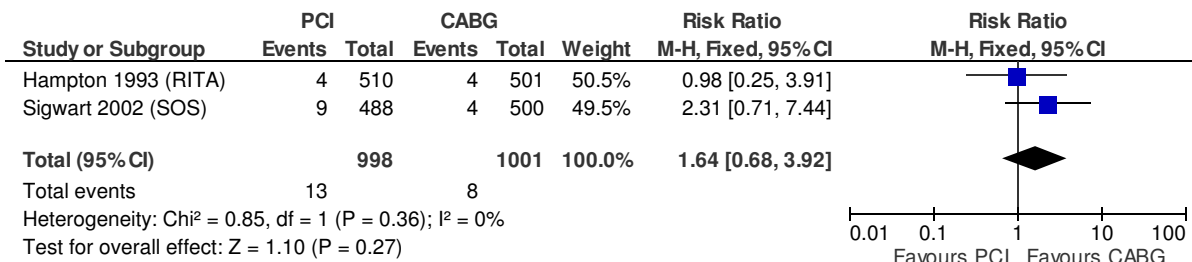 PCI CABG Risk Ratio Risk Ratio
Study or Subgroup Events Total Events Total Weight M-H, Fixed, 95% CI M-H, Fixed, 95% CI
Hampton 1993 (RITA) 4 510 4 501 50.5% 0.98 [0.25, 3.91]
Sigwart 2002 (SOS) 9 488 4 500 49.5% 2.31 [0.71, 7.44]
Total (95% CI) 998 1001 100.0% 1.64 [0.68, 3.92]
Total events 13 8
Heterogeneity: Chi² = 0.85, df = 1 (P = 0.36); I² = 0%
Test for overall effect: Z = 1.10 (P = 0.27)
0.01 0.1 1 10 100
Favours PCI Favours CABG